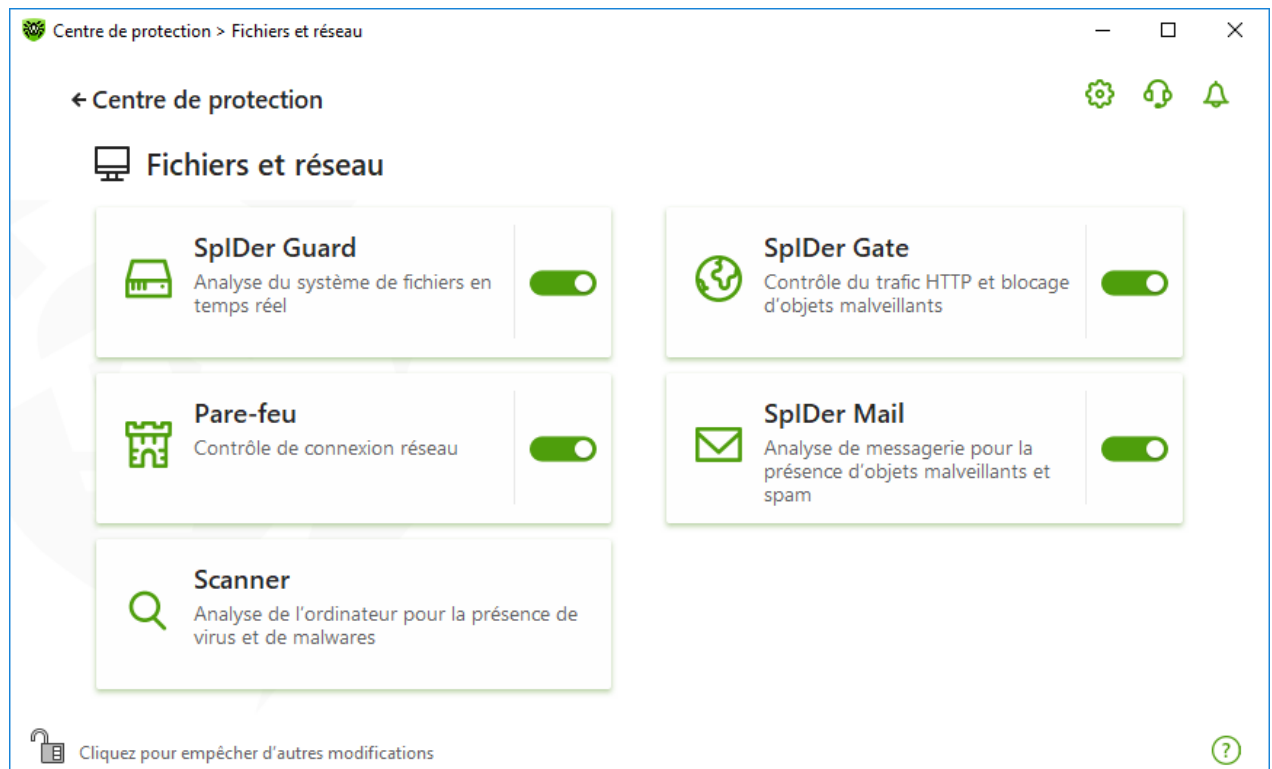 Centre de protection > Fichiers et réseau
Centre de protection
Fichiers et réseau
SpIDer Guard
Analyse du système de fichiers en
temps réel
SpIDer Gate
Contrôle du trafic HTTP et blocage
d'objets malveillants
Pare-feu
Contrôle de connexion réseau
SpIDer Mail
Analyse de messagerie pour la
présence d'objets malveillants et
spam
Scanner
Analyse de l'ordinateur pour la présence de
virus et de malwares
Cliquez pour empêcher d'autres modifications
?